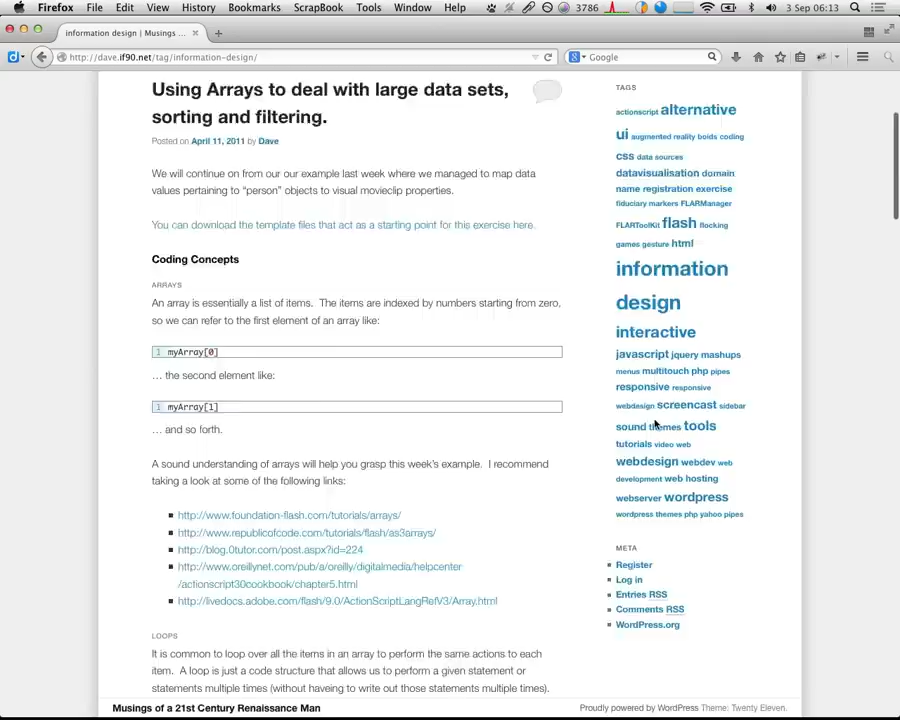 Firefox File Edit View History Bookmarks ScrapBook Tools Window Help 3786 3 Sep 06:13
information design | Musings ...
http://dave.if90.net/tag/information-design/ Google
Using Arrays to deal with large data sets,
sorting and filtering.
Posted on April 11, 2011 by Dave
We will continue on from our our example last week where we managed to map data
values pertaining to “person” objects to visual movieclip properties.
You can download the template files that act as a starting point for this exercise here.
Coding Concepts
ARRAYS
An array is essentially a list of items. The items are indexed by numbers starting from zero,
so we can refer to the first element of an array like:
1 myArray[0]
… the second element like:
1 myArray[1]
… and so forth.
A sound understanding of arrays will help you grasp this week’s example. I recommend
taking a look at some of the following links:
http://www.foundation-flash.com/tutorials/arrays/
http://www.republicofcode.com/tutorials/flash/as3arrays/
http://blog.0tutor.com/post.aspx?id=224
http://www.oreillynet.com/pub/a/oreilly/digitalmedia/helpcenter
/actionscript30cookbook/chapter5.html
http://livedocs.adobe.com/flash/9.0/ActionScriptLangRefV3/Array.html
LOOPS
It is common to loop over all the items in an array to perform the same actions to each
item. A loop is just a code structure that allows us to perform a given statement or
statements multiple times (without haveing to write out those statements multiple times).
TAGS
actionscript alternative
ui augmented reality boids coding
css data sources
datavisualisation domain
name registration exercise
fiduciary markers FLARManager
FLARToolKit flash flocking
games gesture html
information
design
interactive
javascript jquery mashups
menus multitouch php pipes
responsive responsive
webdesign screencast sidebar
sound themes tools
tutorials video web
webdesign webdev web
development web hosting
webserver wordpress
wordpress themes php yahoo pipes
META
Register
Log in
Entries RSS
Comments RSS
WordPress.org
Musings of a 21st Century Renaissance Man
Proudly powered by WordPress Theme: Twenty Eleven.